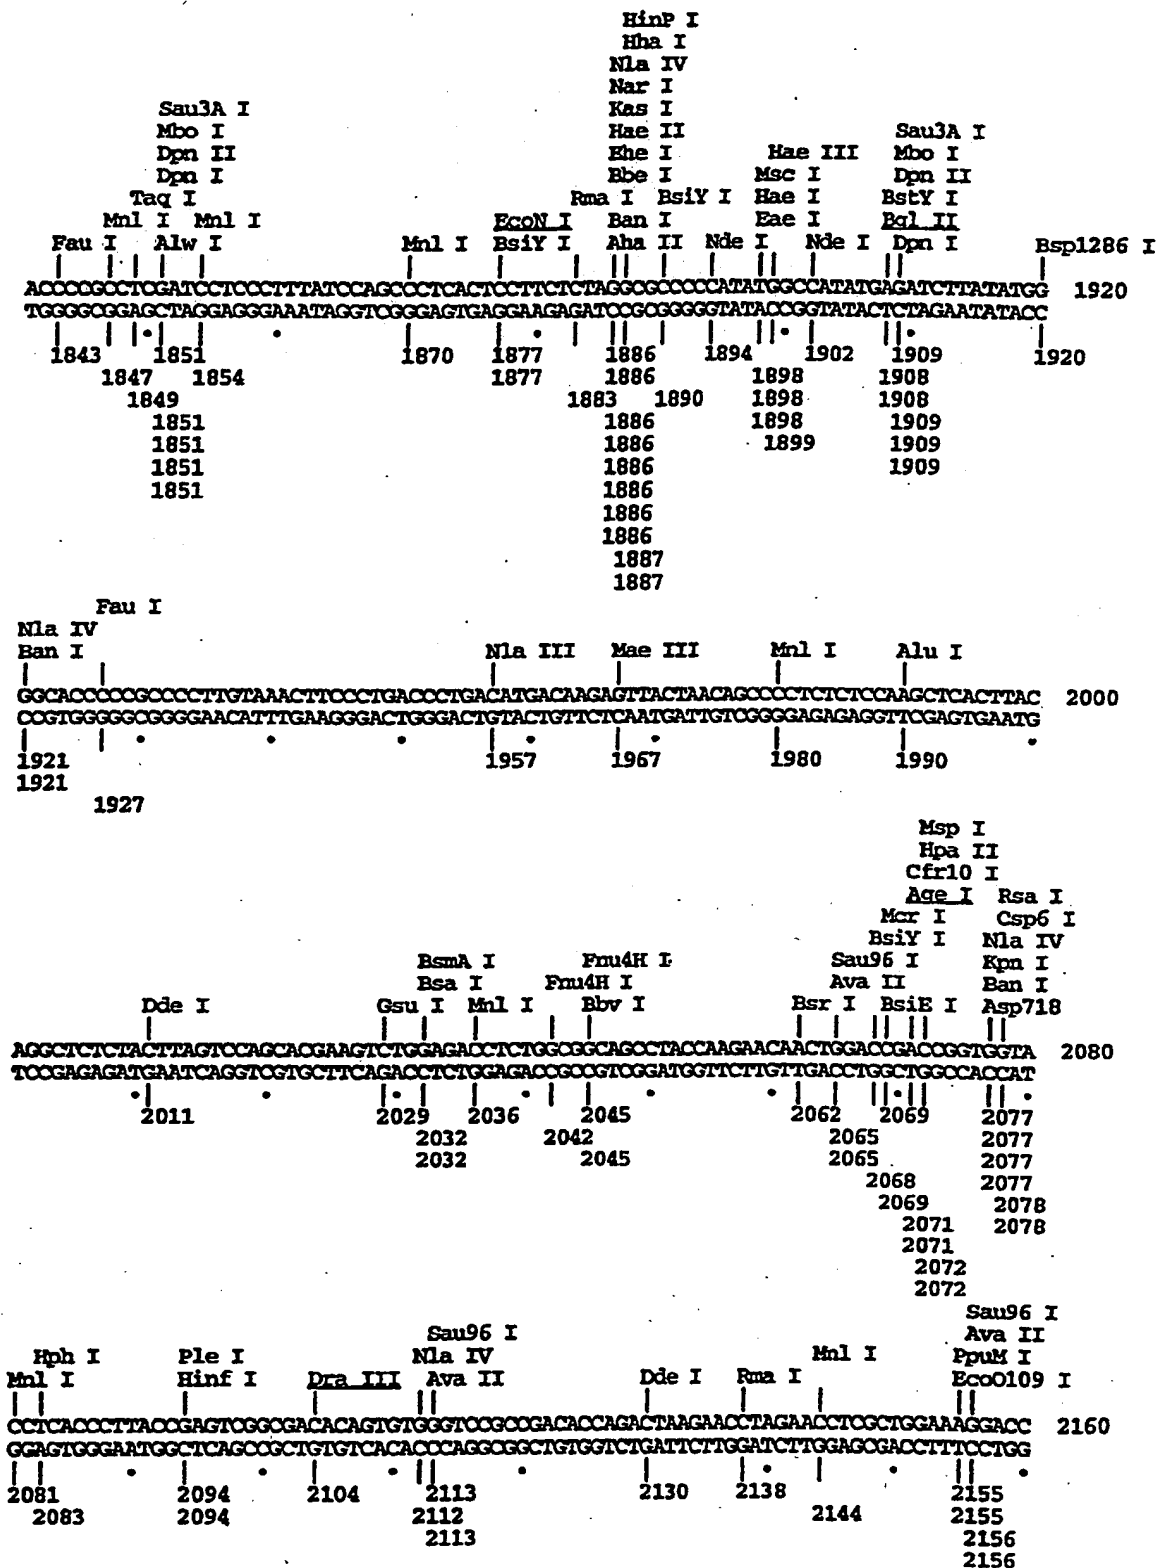 HinP I
Hha I
Nla IV
Nar I
Sau3A I Kas I
Mbo I Hae II Sau3A I
Dpn II Ehe I Hae III Mbo I
Dpn I Bbe I Msc I Dpn II
Taq I Rma I BsiY I Hae I BstY I
Mnl I Mnl I EcoN I Ban I Eae I Bgl II
Fau I Alw I Mnl I BsiY I Aha II Nde I Nde I Dpn I Bsp1286 I
ACCCCGCCTCGATCCTCCCTTTATCCAGCCCTCACTCCTTCTCTAGGCGCCCCCATATGGCCATATGAGATCTTATATGG 1920
TGGGGCGGAGCTAGGAGGGAAATAGGTCGGGAGTGAGGAAGAGATCCGCGGGGGTATACCGGTATACTCTAGAATATACC
1843 1851 1870 1877 1886 1894 1902 1909 1920
1847 1854 1877 1886 1898 1908
1849 1883 1886 1890 1898 1908
1851 1886 1898 1909
1851 1886 1899 1909
1851 1886 1909
1851 1886
1886
1886
1887
1887
Fau I
Nla IV
Ban I Nla III Mae III Mnl I Alu I
GGCACCCCCGCCCCTTGTAAACTTCCCTGACCCTGACATGACAAGAGTTACTAACAGCCCCTCTCTCCAAGCTCACTTAC 2000
CCGTGGGGGCGGGGAACATTTGAAGGGACTGGGACTGTACTGTTCTCAATGATTGTCGGGGAGAGAGGTTCGAGTGAATG
1921 1957 1967 1980 1990
1921
1927
Msp I
Hpa II
Cfr10 I
Age I Rsa I
Mcr I Csp6 I
BsiY I Nla IV
BsmA I Fnu4H I Sau96 I Kpn I
Bsa I Fnu4H I Ava II Ban I
Dde I Gsu I Mnl I Bbv I Bsr I BsiE I Asp718
AGGCTCTCTACTTAGTCCAGCACGAAGTCTGGAGACCTCTGGCGGCAGCCTACCAAGAACAACTGGACCGACCGGTGGTA 2080
TCCGAGAGATGAATCAGGTCGTGCTTCAGACCTCTGGAGACCGCCGTCGGATGGTTCTTGTTGACCTGGCTGGCCACCAT
2011 2029 2036 2045 2062 2069 2077
2032 2042 2065 2077
2032 2045 2065 2077
2068 2077
2069 2078
2071 2078
2071
2072
2072
Sau96 I
Sau96 I Ava II
Hph I Ple I Nla IV Mnl I PpuM I
Mnl I Hinf I Dra III Ava II Dde I Rma I EcoO109 I
CCTCACCCTTACCGAGTCGGCGACACAGTGTGGGTCCGCCGACACCAGACTAAGAACCTAGAACCTCGCTGGAAAGGACC 2160
GGAGTGGGAATGGCTCAGCCGCTGTGTCACACCCAGGCGGCTGTGGTCTGATTCTTGGATCTTGGAGCGACCTTTCCTGG
2081 2094 2104 2113 2130 2138 2155
2083 2094 2112 2144 2155
2113 2156
2156